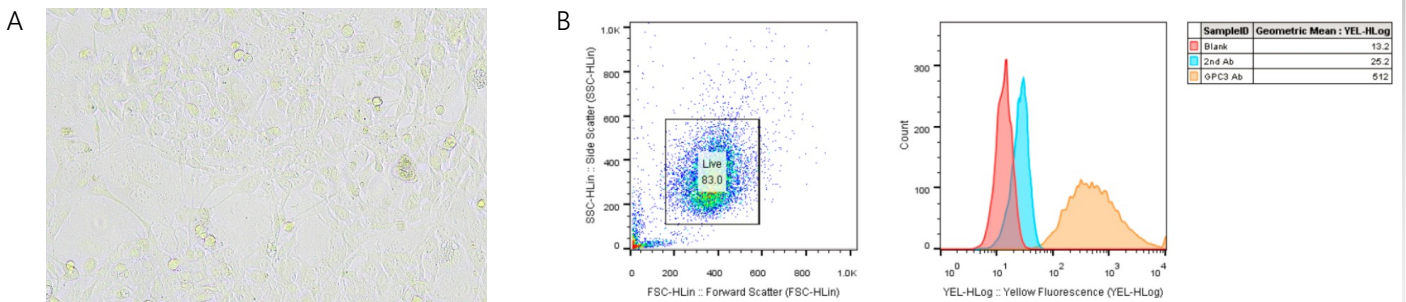 A
B
1.0K
800
600
400
200
0
SSC-HLin :: Side Scatter (SSC-HLin)
Live
83.0
0 200 400 600 800 1.0K
FSC-HLin :: Forward Scatter (FSC-HLin)
300
200
100
0
Count
10^0 10^1 10^2 10^3 10^4
YEL-HLog :: Yellow Fluorescence (YEL-HLog)
SampleID Geometric Mean : YEL-HLog
Blank 13.2
2nd Ab 25.2
GPC3 Ab 512